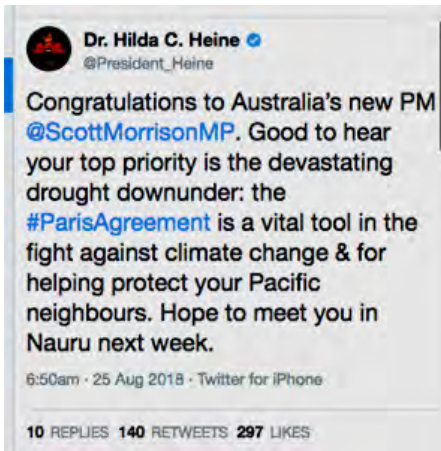 Dr. Hilda C. Heine
@President_Heine
Congratulations to Australia's new PM
@ScottMorrisonMP. Good to hear
your top priority is the devastating
drought downunder: the
#ParisAgreement is a vital tool in the
fight against climate change & for
helping protect your Pacific
neighbours. Hope to meet you in
Nauru next week.
6:50am · 25 Aug 2018 · Twitter for iPhone
10 REPLIES 140 RETWEETS 297 LIKES